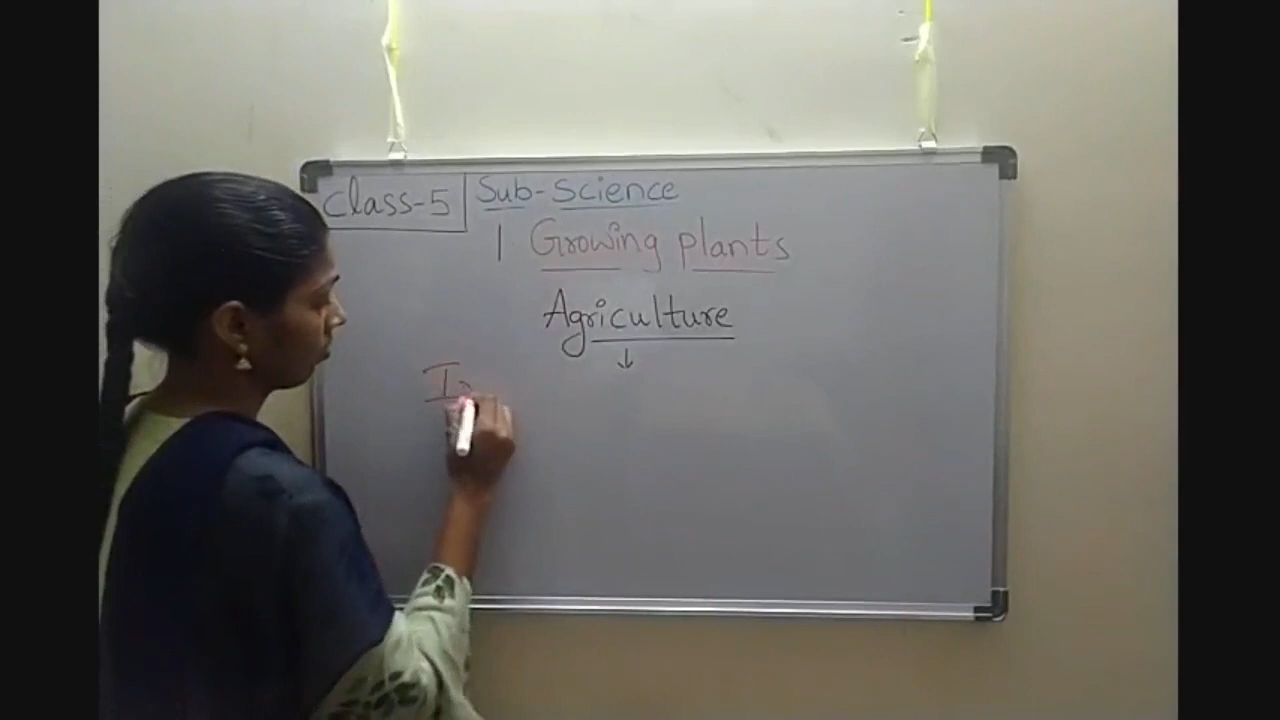 Class-5
Sub-Science
1 Growing plants
Agriculture
↓
I